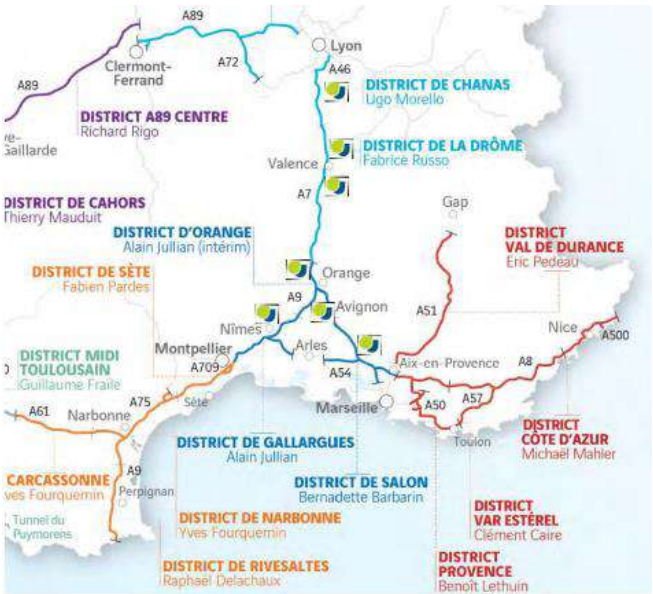 A89
Lyon
Clermont-
Ferrand
A72
A46
A89
DISTRICT DE CHANAS
Ugo Morello
DISTRICT A89 CENTRE
Richard Rigo
ve-
Gaillarde
DISTRICT DE LA DRÔME
Fabrice Russo
Valence
DISTRICT DE CAHORS
Thierry Mauduit
A7
Gap
DISTRICT D'ORANGE
Alain Jullian (intérim)
DISTRICT
VAL DE DURANCE
Eric Pedeau
DISTRICT DE SÈTE
Fabien Pardes
Orange
A9
Avignon
A51
Nîmes
Nice
A500
Montpellier
Arles
DISTRICT MIDI
TOULOUSAIN
Guillaume Fraile
A709
A54
Aix-en-Provence
A8
A61
A75
Sète
Marseille
A50
A57
Narbonne
Toulon
DISTRICT
CÔTE D'AZUR
Michaël Mahler
DISTRICT DE GALLARGUES
Alain Jullian
A9
CARCASSONNE
Yves Fourquemin
Perpignan
DISTRICT DE SALON
Bernadette Barbarin
DISTRICT
VAR ESTÉREL
Clément Caire
Tunnel du
Puymorens
DISTRICT DE NARBONNE
Yves Fourquemin
DISTRICT DE RIVESALTES
Raphaël Delachaux
DISTRICT
PROVENCE
Benoît Lethuin